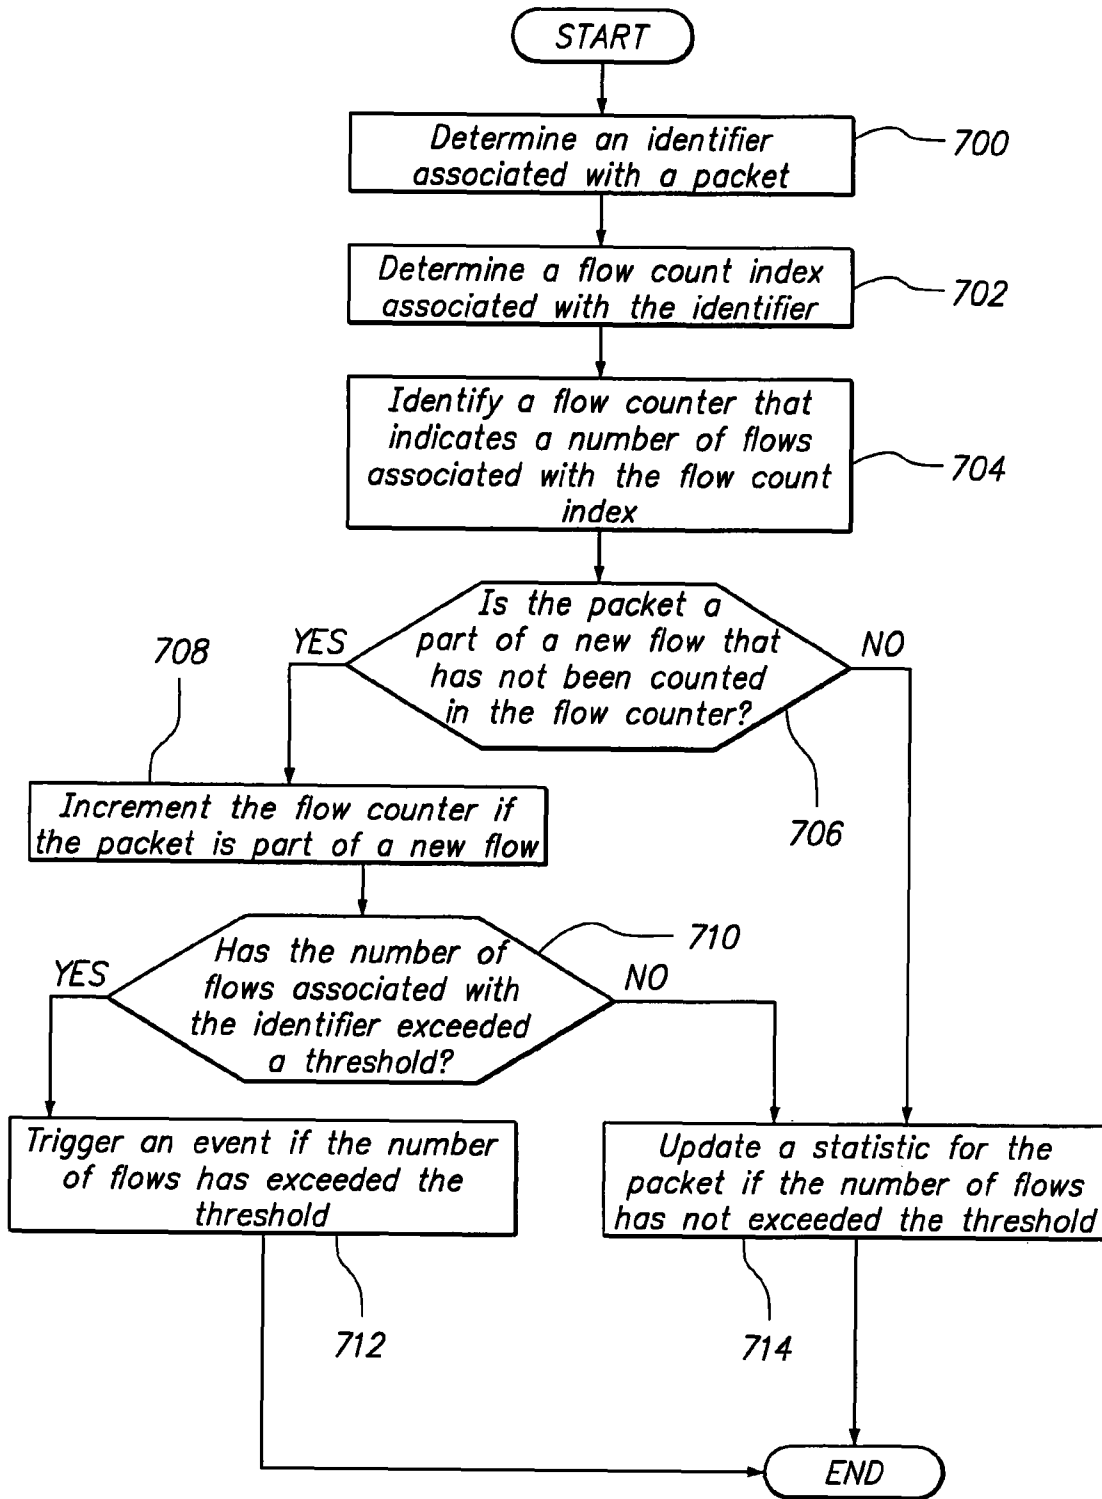 START
Determine an identifier
associated with a packet
700
Determine a flow count index
associated with the identifier
702
Identify a flow counter that
indicates a number of flows
associated with the flow count
index
704
Is the packet a
part of a new flow that
has not been counted
in the flow counter?
YES
NO
708
706
Increment the flow counter if
the packet is part of a new flow
710
Has the number of
flows associated with
the identifier exceeded
a threshold?
YES
NO
Trigger an event if the number
of flows has exceeded the
threshold
Update a statistic for the
packet if the number of flows
has not exceeded the threshold
712
714
END